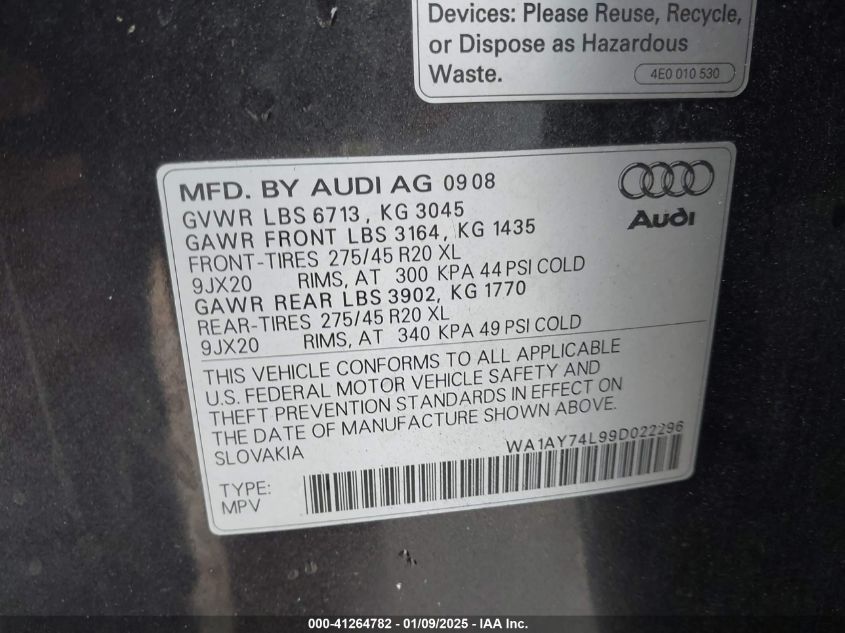 Devices: Please Reuse, Recycle,
or Dispose as Hazardous
Waste.
4E0 010 530
MFD. BY AUDI AG 0908
Audi
GVWR LBS 6713, KG 3045
GAWR FRONT LBS 3164, KG 1435
FRONT-TIRES 275/45 R20 XL
9JX20 RIMS, AT 300 KPA 44 PSI COLD
GAWR REAR LBS 3902, KG 1770
REAR-TIRES 275/45 R20 XL
9JX20 RIMS, AT 340 KPA 49 PSI COLD
THIS VEHICLE CONFORMS TO ALL APPLICABLE
U.S. FEDERAL MOTOR VEHICLE SAFETY AND
THEFT PREVENTION STANDARDS IN EFFECT ON
THE DATE OF MANUFACTURE SHOWN ABOVE.
SLOVAKIA WA1AY74L99D022296
TYPE:
MPV
000-41264782 - 01/09/2025 - IAA Inc.